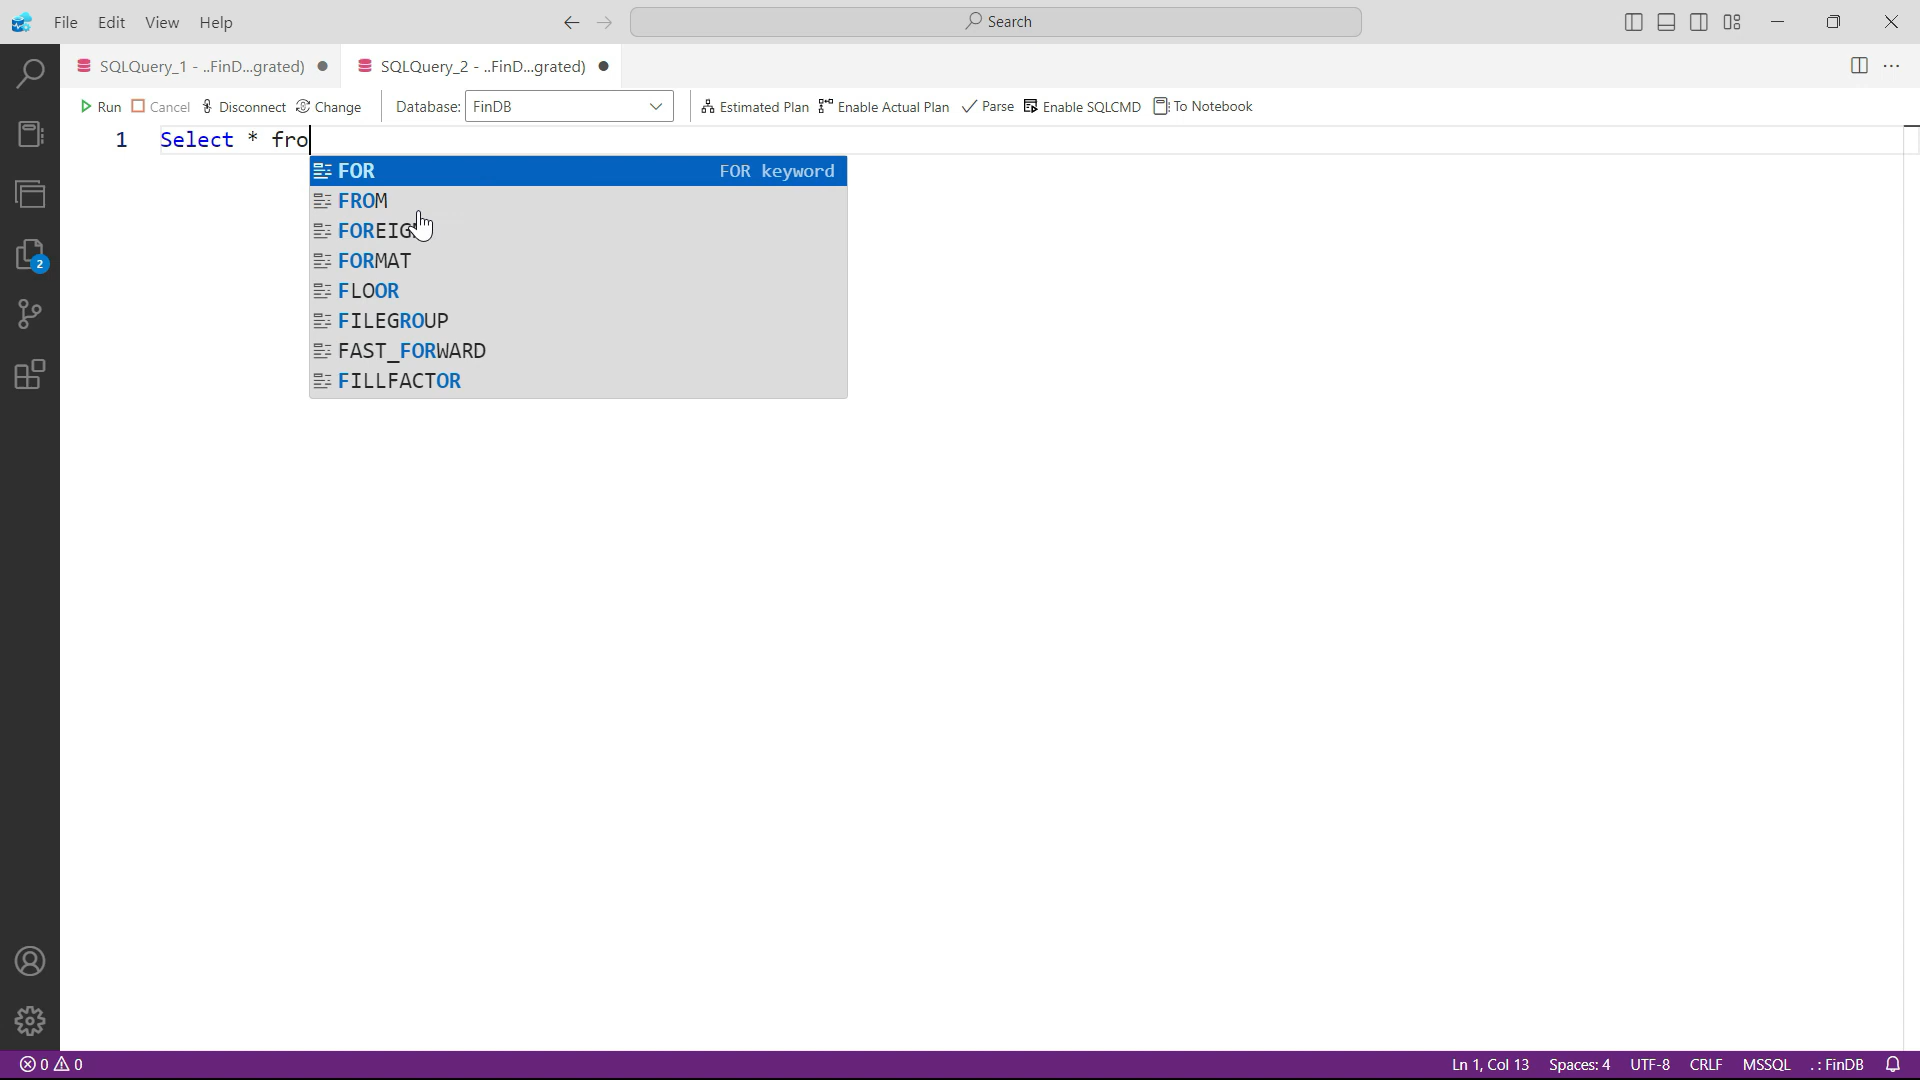 File Edit View Help Search
SQLQuery_1 - ..FinD...grated) SQLQuery_2 - ..FinD...grated)
Run Cancel Disconnect Change Database: FinDB Estimated Plan Enable Actual Plan Parse Enable SQLCMD To Notebook
1 Select * fro
FOR FOR keyword
FROM
FOREIG
FORMAT
FLOOR
2
FILEGROUP
FAST_FORWARD
FILLFACTOR
0 0 Ln 1, Col 13 Spaces: 4 UTF-8 CRLF MSSQL . : FinDB